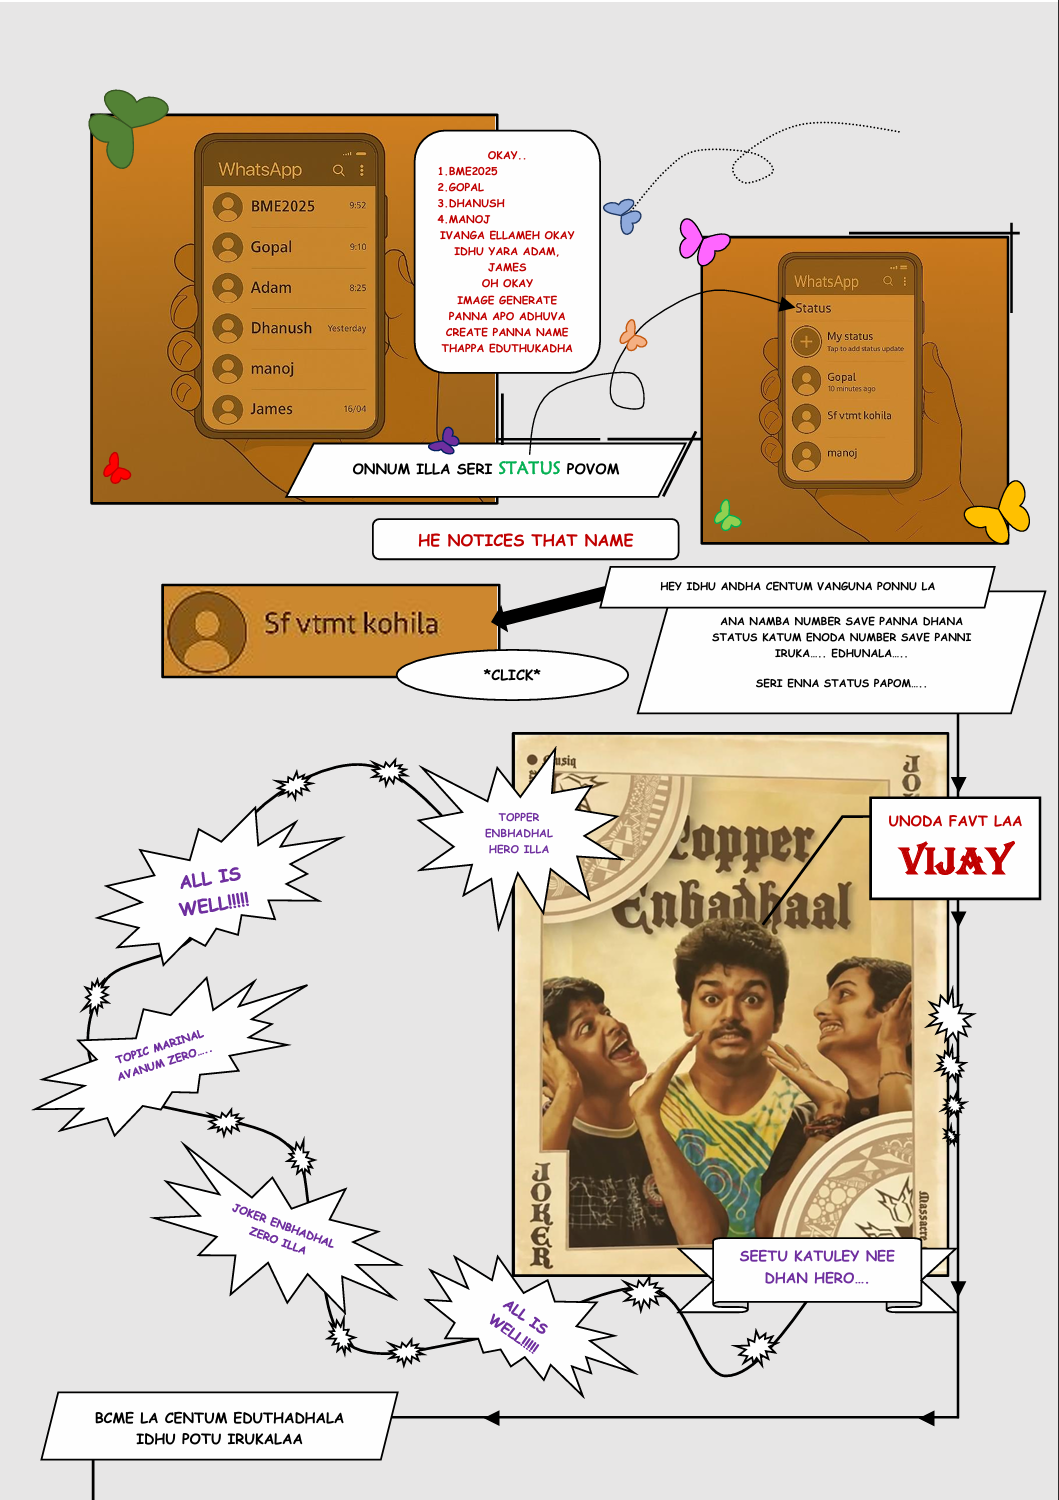 WhatsApp
BME2025 9:52
Gopal 9:10
Adam 8:25
Dhanush Yesterday
manoj
James 16/04
OKAY..
1.BME2025
2.GOPAL
3.DHANUSH
4.MANOJ
IVANGA ELLAMEH OKAY
IDHU YARA ADAM,
JAMES
OH OKAY
IMAGE GENERATE
PANNA APO ADHUVA
CREATE PANNA NAME
THAPPA EDUTHUKADHA
WhatsApp
Status
My status
Tap to add status update
Gopal
10 minutes ago
Sf vtmt kohila
manoj
ONNUM ILLA SERI STATUS POVOM
HE NOTICES THAT NAME
HEY IDHU ANDHA CENTUM VANGUNA PONNU LA
Sf vtmt kohila
*CLICK*
ANA NAMBA NUMBER SAVE PANNA DHANA
STATUS KATUM ENODA NUMBER SAVE PANNI
IRUKA….. EDHUNALA…..
SERI ENNA STATUS PAPOM…..
UNODA FAVT LAA
VIJAY
TOPPER
ENBHADHAL
HERO ILLA
ALL IS
WELL!!!!!
TOPIC MARINAL
AVANUM ZERO…..
JOKER ENBHADHAL
ZERO ILLA
ALL IS
WELL!!!!!
Topper
Enbadhaal
JOKER
Massacre
SEETU KATULEY NEE
DHAN HERO….
BCME LA CENTUM EDUTHADHALA
IDHU POTU IRUKALAA